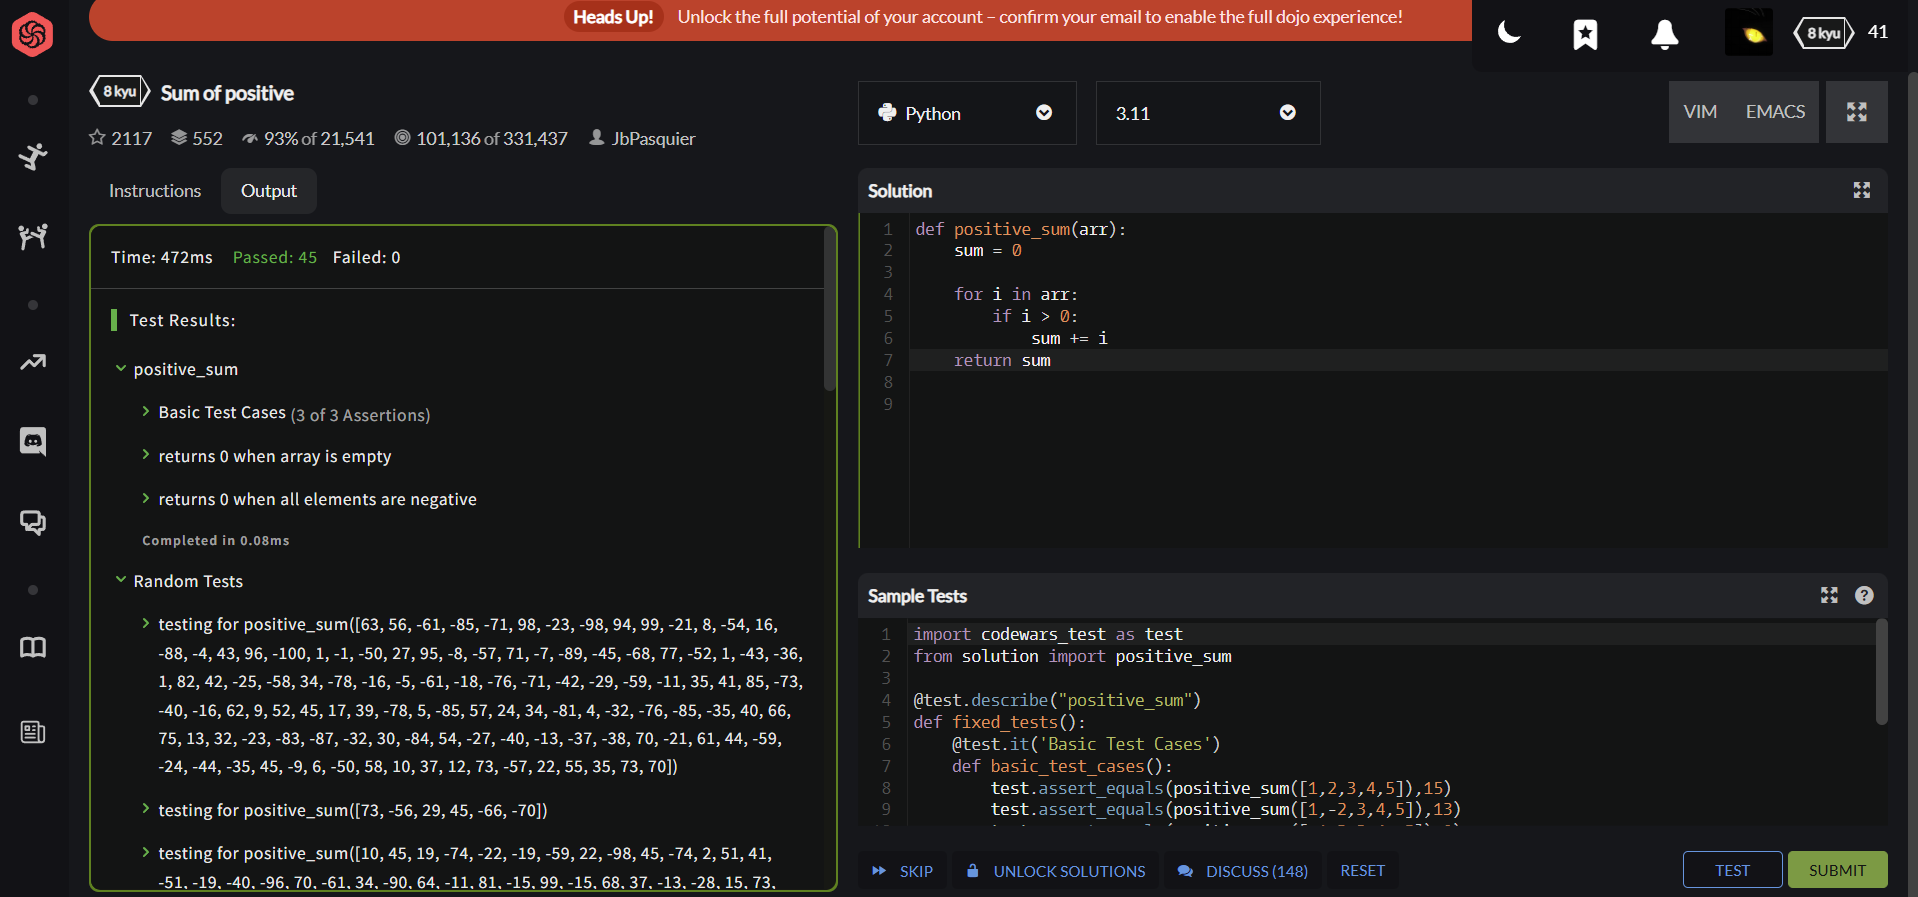 Heads Up! Unlock the full potential of your account – confirm your email to enable the full dojo experience!
8 kyu 41
8 kyu Sum of positive
2117 552 93% of 21,541 101,136 of 331,437 JbPasquier
Instructions Output
Time: 472ms Passed: 45 Failed: 0
Test Results:
positive_sum
Basic Test Cases (3 of 3 Assertions)
returns 0 when array is empty
returns 0 when all elements are negative
Completed in 0.08ms
Random Tests
testing for positive_sum([63, 56, -61, -85, -71, 98, -23, -98, 94, 99, -21, 8, -54, 16,
-88, -4, 43, 96, -100, 1, -1, -50, 27, 95, -8, -57, 71, -7, -89, -45, -68, 77, -52, 1, -43, -36,
1, 82, 42, -25, -58, 34, -78, -16, -5, -61, -18, -76, -71, -42, -29, -59, -11, 35, 41, 85, -73,
-40, -16, 62, 9, 52, 45, 17, 39, -78, 5, -85, 57, 24, 34, -81, 4, -32, -76, -85, -35, 40, 66,
75, 13, 32, -23, -83, -87, -32, 30, -84, 54, -27, -40, -13, -37, -38, 70, -21, 61, 44, -59,
-24, -44, -35, 45, -9, 6, -50, 58, 10, 37, 12, 73, -57, 22, 55, 35, 73, 70])
testing for positive_sum([73, -56, 29, 45, -66, -70])
testing for positive_sum([10, 45, 19, -74, -22, -19, -59, 22, -98, 45, -74, 2, 51, 41,
-51, -19, -40, -96, 70, -61, 34, -90, 64, -11, 81, -15, 99, -15, 68, 37, -13, -28, 15, 73,
Python 3.11 VIM EMACS
Solution
1 def positive_sum(arr):
2     sum = 0
3
4     for i in arr:
5         if i > 0:
6             sum += i
7     return sum
8
9
Sample Tests
1 import codewars_test as test
2 from solution import positive_sum
3
4 @test.describe("positive_sum")
5 def fixed_tests():
6     @test.it('Basic Test Cases')
7     def basic_test_cases():
8         test.assert_equals(positive_sum([1,2,3,4,5]),15)
9         test.assert_equals(positive_sum([1,-2,3,4,5]),13)
SKIP UNLOCK SOLUTIONS DISCUSS (148) RESET TEST SUBMIT